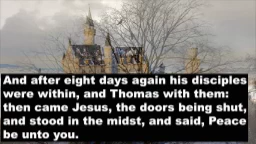 And after eight days again his disciples
were within, and Thomas with them:
then came Jesus, the doors being shut,
and stood in the midst, and said, Peace
be unto you.